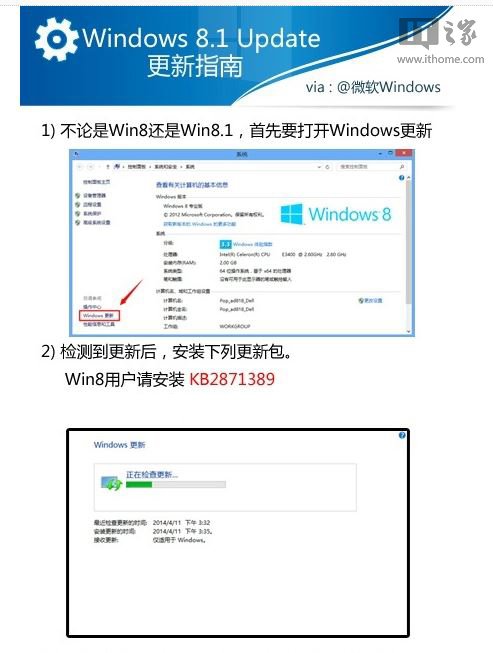 Windows 8.1 Update
更新指南
IT之家
www.ithome.com
via : @微软Windows
1) 不论是Win8还是Win8.1，首先要打开Windows更新
系统
控制面板 ▸ 系统和安全 ▸ 系统
搜索控制面板
控制面板主页
设备管理器
远程设置
系统保护
高级系统设置
查看有关计算机的基本信息
Windows 版本
Windows 8 专业版
© 2012 Microsoft Corporation。保留所有权利。
获取新版本的 Windows 的更多功能
Windows 8
系统
分级: 3.3 Windows 体验指数
处理器: Intel(R) Celeron(R) CPU E3400 @ 2.60GHz 2.60 GHz
安装内存(RAM): 2.00 GB
系统类型: 64 位操作系统，基于 x64 的处理器
笔和触摸: 没有可用于此显示器的笔或触控输入
计算机名、域和工作组设置
计算机名: Pop_ed818_Dell
更改设置
计算机全名: Pop_ed818_Dell
计算机描述:
工作组: WORKGROUP
另请参阅
操作中心
Windows 更新
性能信息和工具
2) 检测到更新后，安装下列更新包。
Win8用户请安装 KB2871389
Windows 更新
正在检查更新...
最近检查更新的时间: 2014/4/11 下午 3:32
安装更新的时间: 2014/4/11 下午 3:35。
接收更新: 仅适用于 Windows。